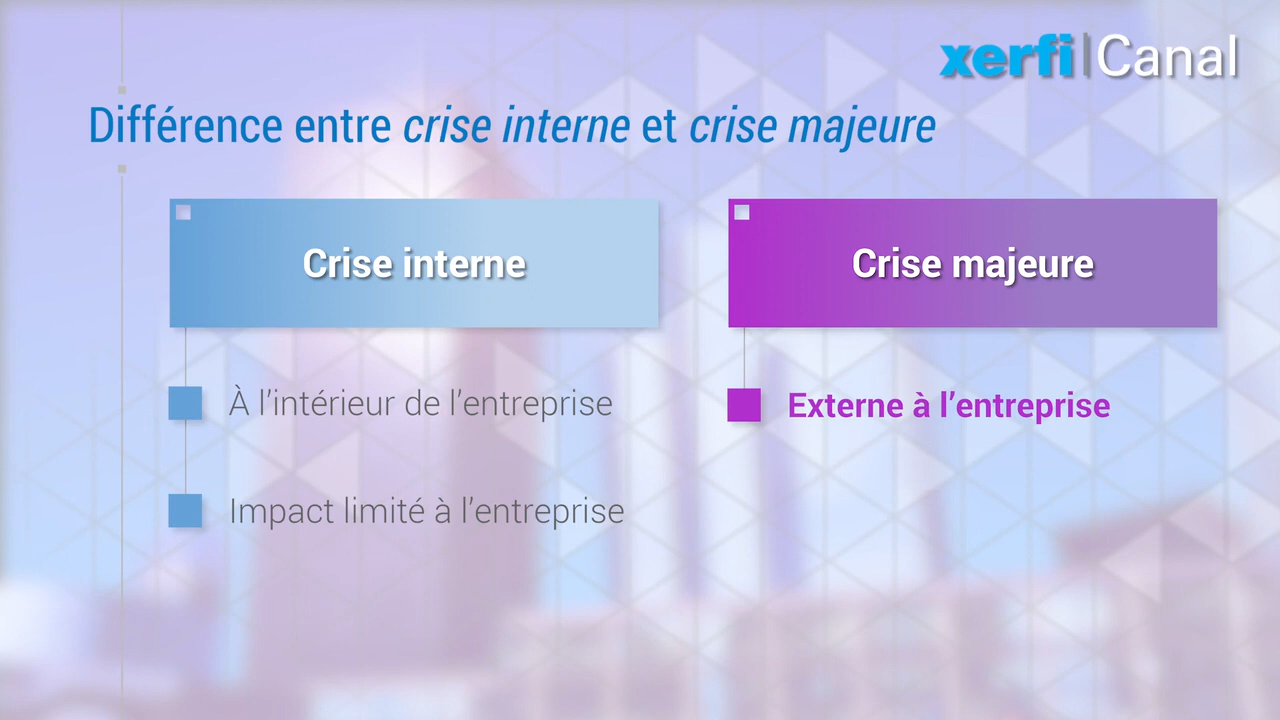 xerfi|Canal
Différence entre crise interne et crise majeure
Crise interne
À l'intérieur de l'entreprise
Impact limité à l'entreprise
Crise majeure
Externe à l'entreprise